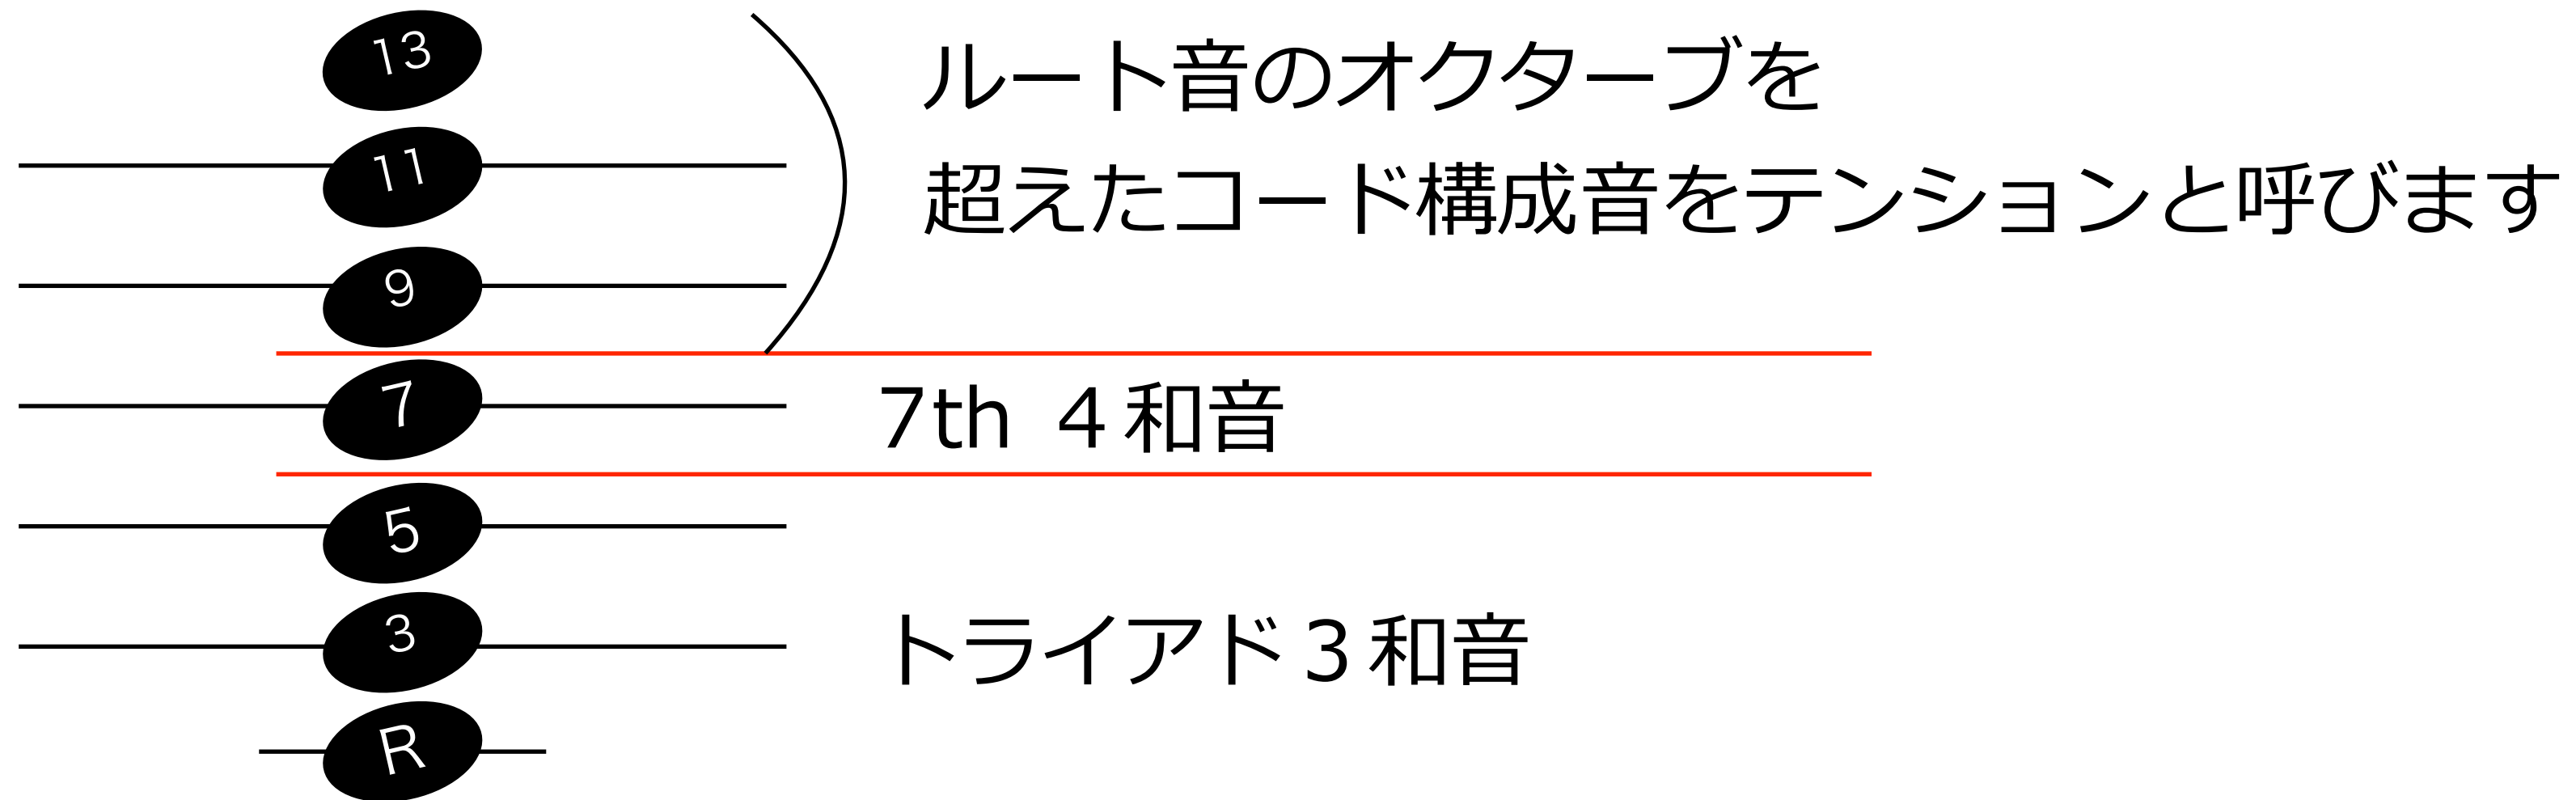 13
ルート音のオクターブを
11
超えたコード構成音をテンションと呼びます
9
7
7th ４和音
5
3
トライアド３和音
R